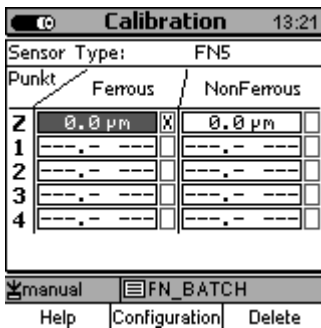 Calibration 13:21
Sensor Type: FN5
Punkt Ferrous NonFerrous
Z 0.0 µm X 0.0 µm
1 ---.- --- ---.- ---
2 ---.- --- ---.- ---
3 ---.- --- ---.- ---
4 ---.- --- ---.- ---
manual FN_BATCH
Help Configuration Delete